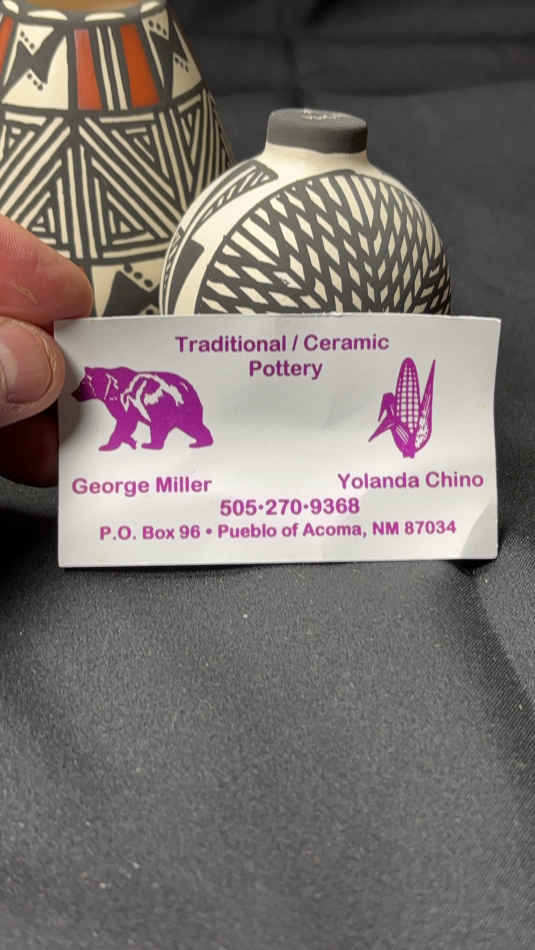 Traditional / Ceramic
Pottery
George Miller
Yolanda Chino
505•270•9368
P.O. Box 96 • Pueblo of Acoma, NM 87034